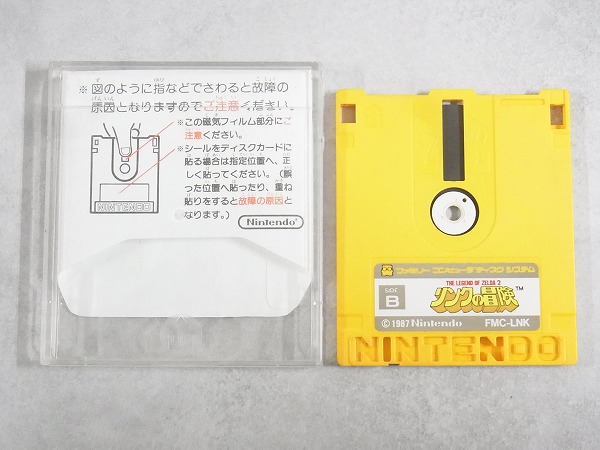 ※図のように指などでさわると故障の
原因となりますのでご注意ください。
※この磁気フィルム部分にご
注意ください。
※シールをディスクカードに
貼る場合は指定位置へ、正
しく貼ってください。(誤
った位置へ貼ったり、重ね
貼りをすると故障の原因と
なります。)
NINTENDO
Nintendo
ファミリー コンピュータ ディスク システム
THE LEGEND OF ZELDA 2
SIDE
B
リンクの冒険™
©1987 Nintendo
FMC-LNK
NINTENDO